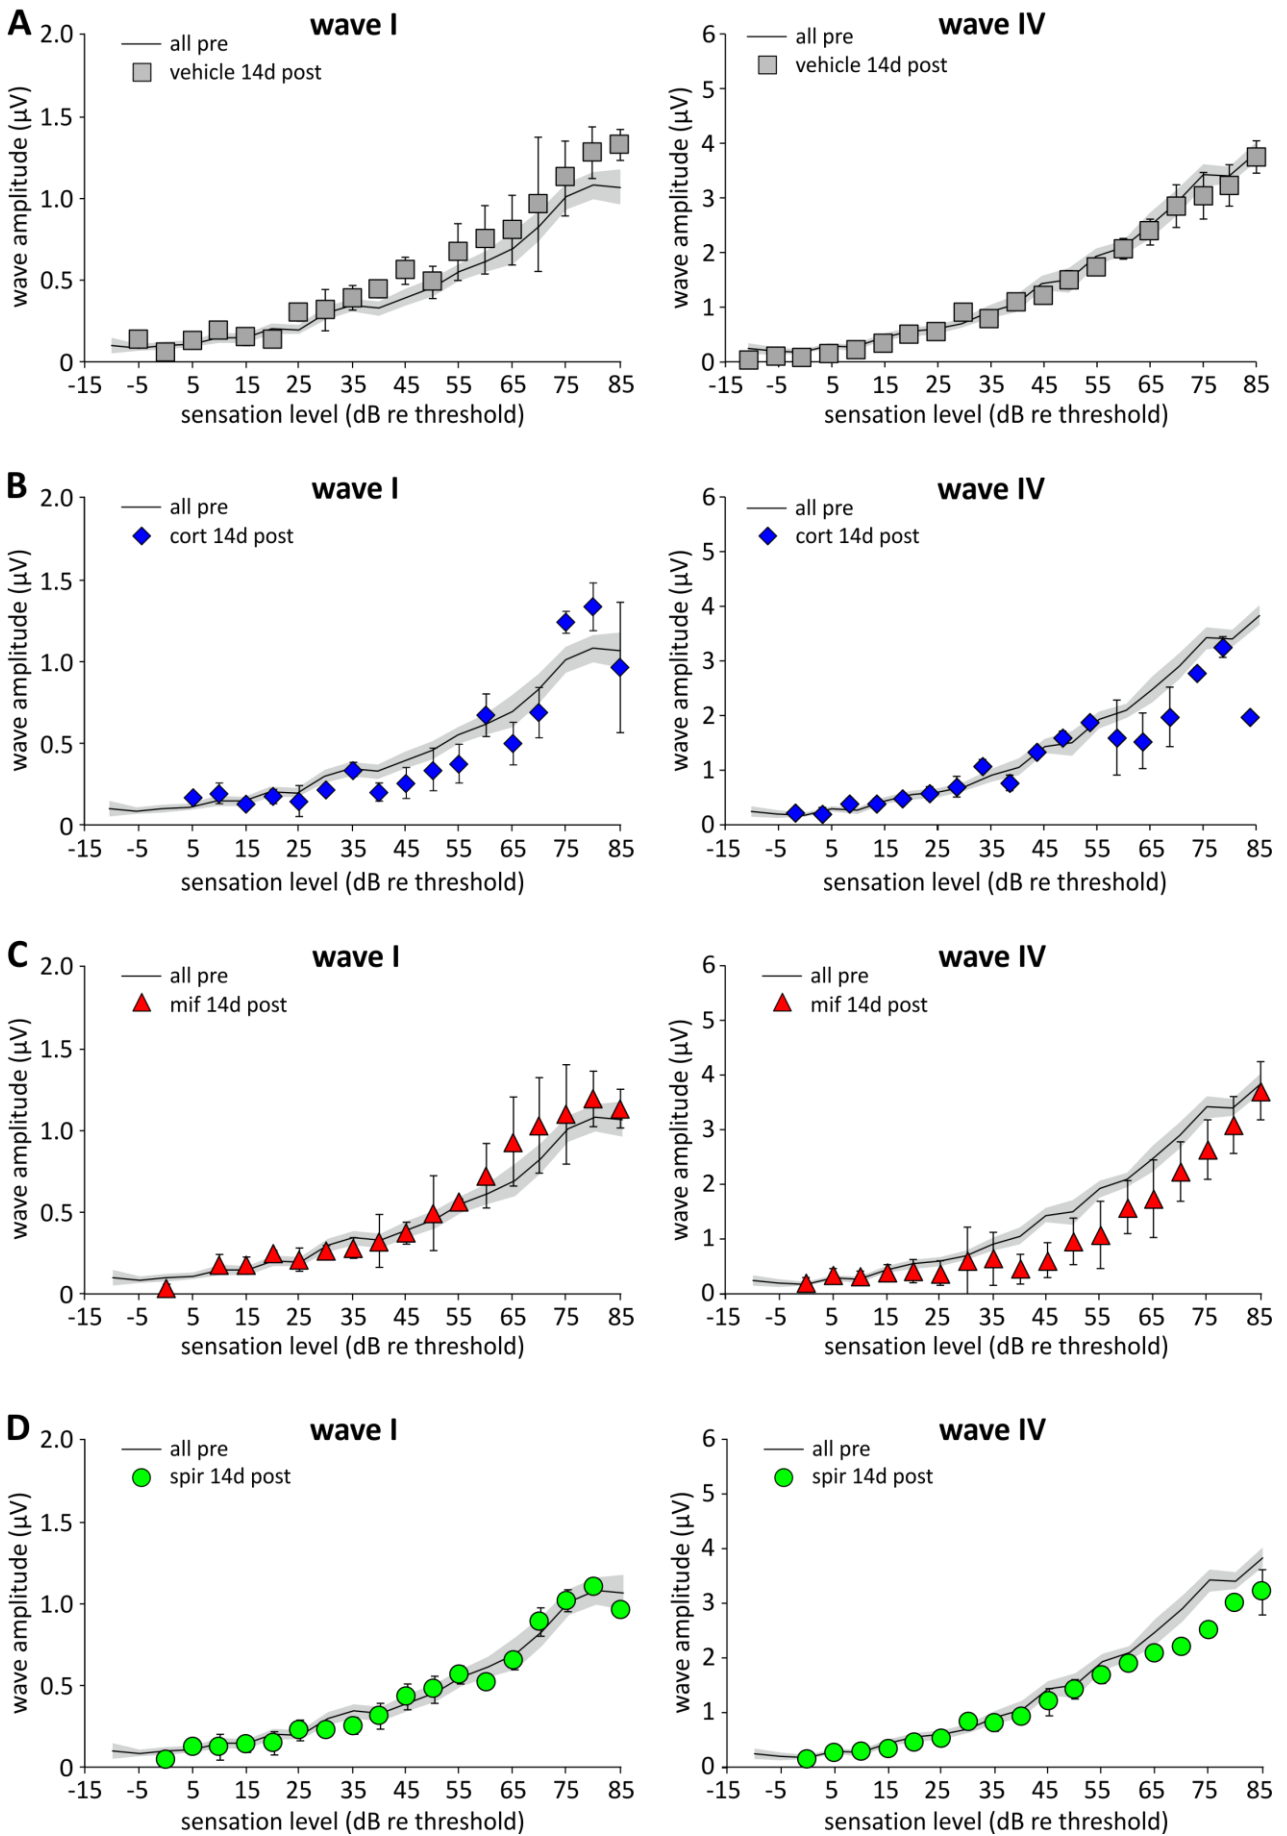 A
wave I
all pre
vehicle 14d post
wave amplitude (µV)
2.0
1.5
1.0
0.5
0
-15 -5 5 15 25 35 45 55 65 75 85
sensation level (dB re threshold)
wave IV
all pre
vehicle 14d post
wave amplitude (µV)
6
5
4
3
2
1
0
-15 -5 5 15 25 35 45 55 65 75 85
sensation level (dB re threshold)
B
wave I
all pre
cort 14d post
wave amplitude (µV)
2.0
1.5
1.0
0.5
0
-15 -5 5 15 25 35 45 55 65 75 85
sensation level (dB re threshold)
wave IV
all pre
cort 14d post
wave amplitude (µV)
6
5
4
3
2
1
0
-15 -5 5 15 25 35 45 55 65 75 85
sensation level (dB re threshold)
C
wave I
all pre
mif 14d post
wave amplitude (µV)
2.0
1.5
1.0
0.5
0
-15 -5 5 15 25 35 45 55 65 75 85
sensation level (dB re threshold)
wave IV
all pre
mif 14d post
wave amplitude (µV)
6
5
4
3
2
1
0
-15 -5 5 15 25 35 45 55 65 75 85
sensation level (dB re threshold)
D
wave I
all pre
spir 14d post
wave amplitude (µV)
2.0
1.5
1.0
0.5
0
-15 -5 5 15 25 35 45 55 65 75 85
sensation level (dB re threshold)
wave IV
all pre
spir 14d post
wave amplitude (µV)
6
5
4
3
2
1
0
-15 -5 5 15 25 35 45 55 65 75 85
sensation level (dB re threshold)